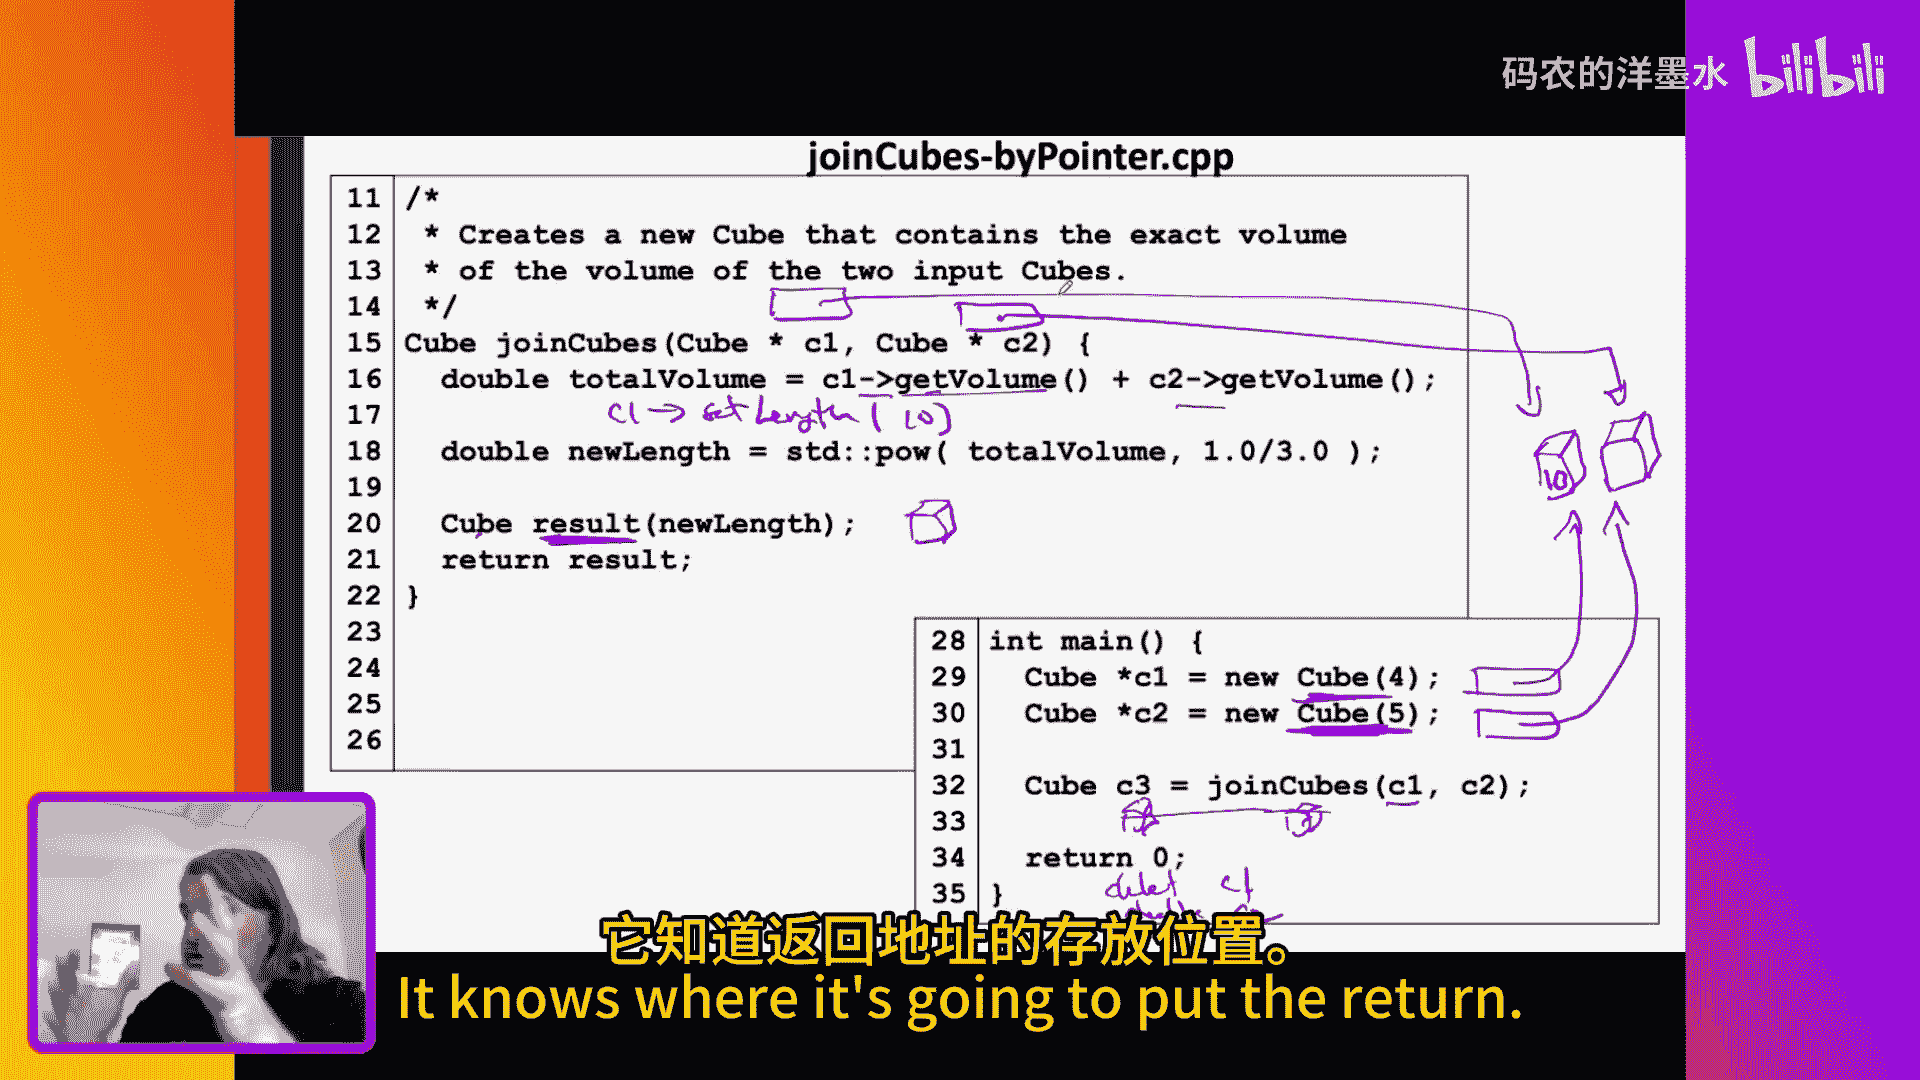 码农的洋墨水 bilibili
joinCubes-byPointer.cpp
11 /*
12 * Creates a new Cube that contains the exact volume
13 * of the volume of the two input Cubes.
14 */
15 Cube joinCubes(Cube * c1, Cube * c2) {
16 double totalVolume = c1->getVolume() + c2->getVolume();
17 c1 -> setLength(10)
18 double newLength = std::pow( totalVolume, 1.0/3.0 );
19
20 Cube result(newLength);
21 return result;
22 }
23
24
25
26
10
28 int main() {
29 Cube *c1 = new Cube(4);
30 Cube *c2 = new Cube(5);
31
32 Cube c3 = joinCubes(c1, c2);
33
34 return 0;
35 }
c1
它知道返回地址的存放位置。
It knows where it's going to put the return.